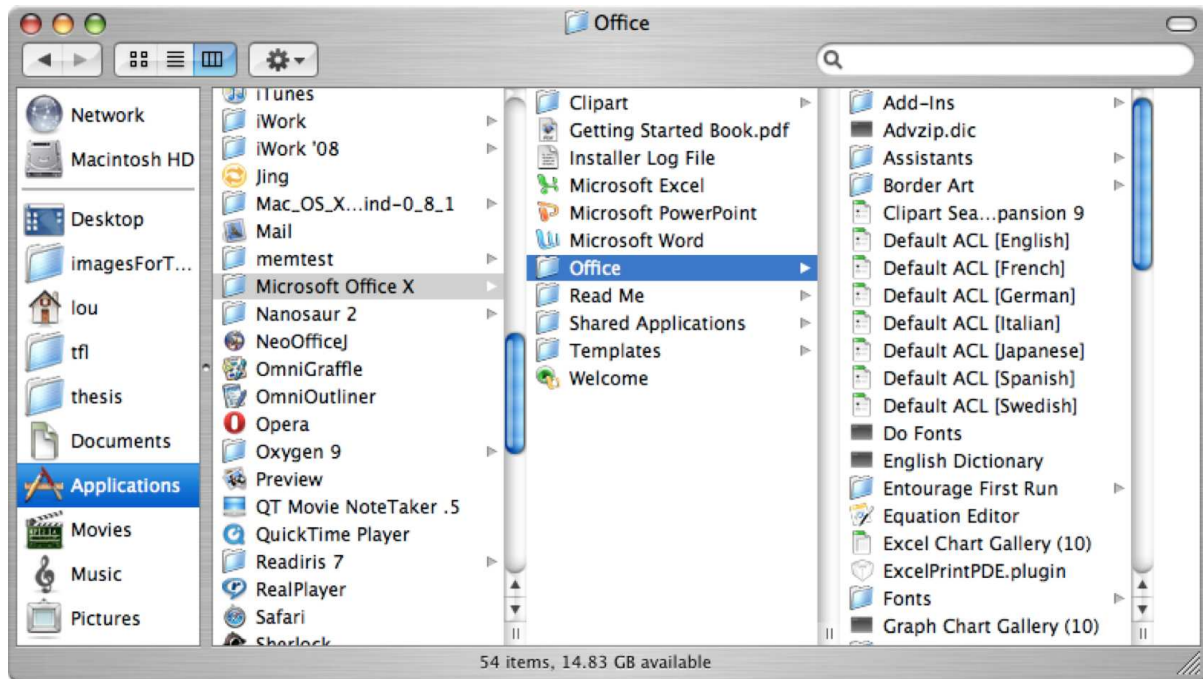 Office
Network
Macintosh HD
Desktop
imagesForT...
lou
tfl
thesis
Documents
Applications
Movies
Music
Pictures
iTunes
iWork
iWork '08
Jing
Mac_OS_X...ind-0_8_1
Mail
memtest
Microsoft Office X
Nanosaur 2
NeoOfficeJ
OmniGraffle
OmniOutliner
Opera
Oxygen 9
Preview
QT Movie NoteTaker .5
QuickTime Player
Readiris 7
RealPlayer
Safari
Sherlock
Clipart
Getting Started Book.pdf
Installer Log File
Microsoft Excel
Microsoft PowerPoint
Microsoft Word
Office
Read Me
Shared Applications
Templates
Welcome
Add-Ins
Advzip.dic
Assistants
Border Art
Clipart Sea...pansion 9
Default ACL [English]
Default ACL [French]
Default ACL [German]
Default ACL [Italian]
Default ACL [Japanese]
Default ACL [Spanish]
Default ACL [Swedish]
Do Fonts
English Dictionary
Entourage First Run
Equation Editor
Excel Chart Gallery (10)
ExcelPrintPDE.plugin
Fonts
Graph Chart Gallery (10)
54 items, 14.83 GB available